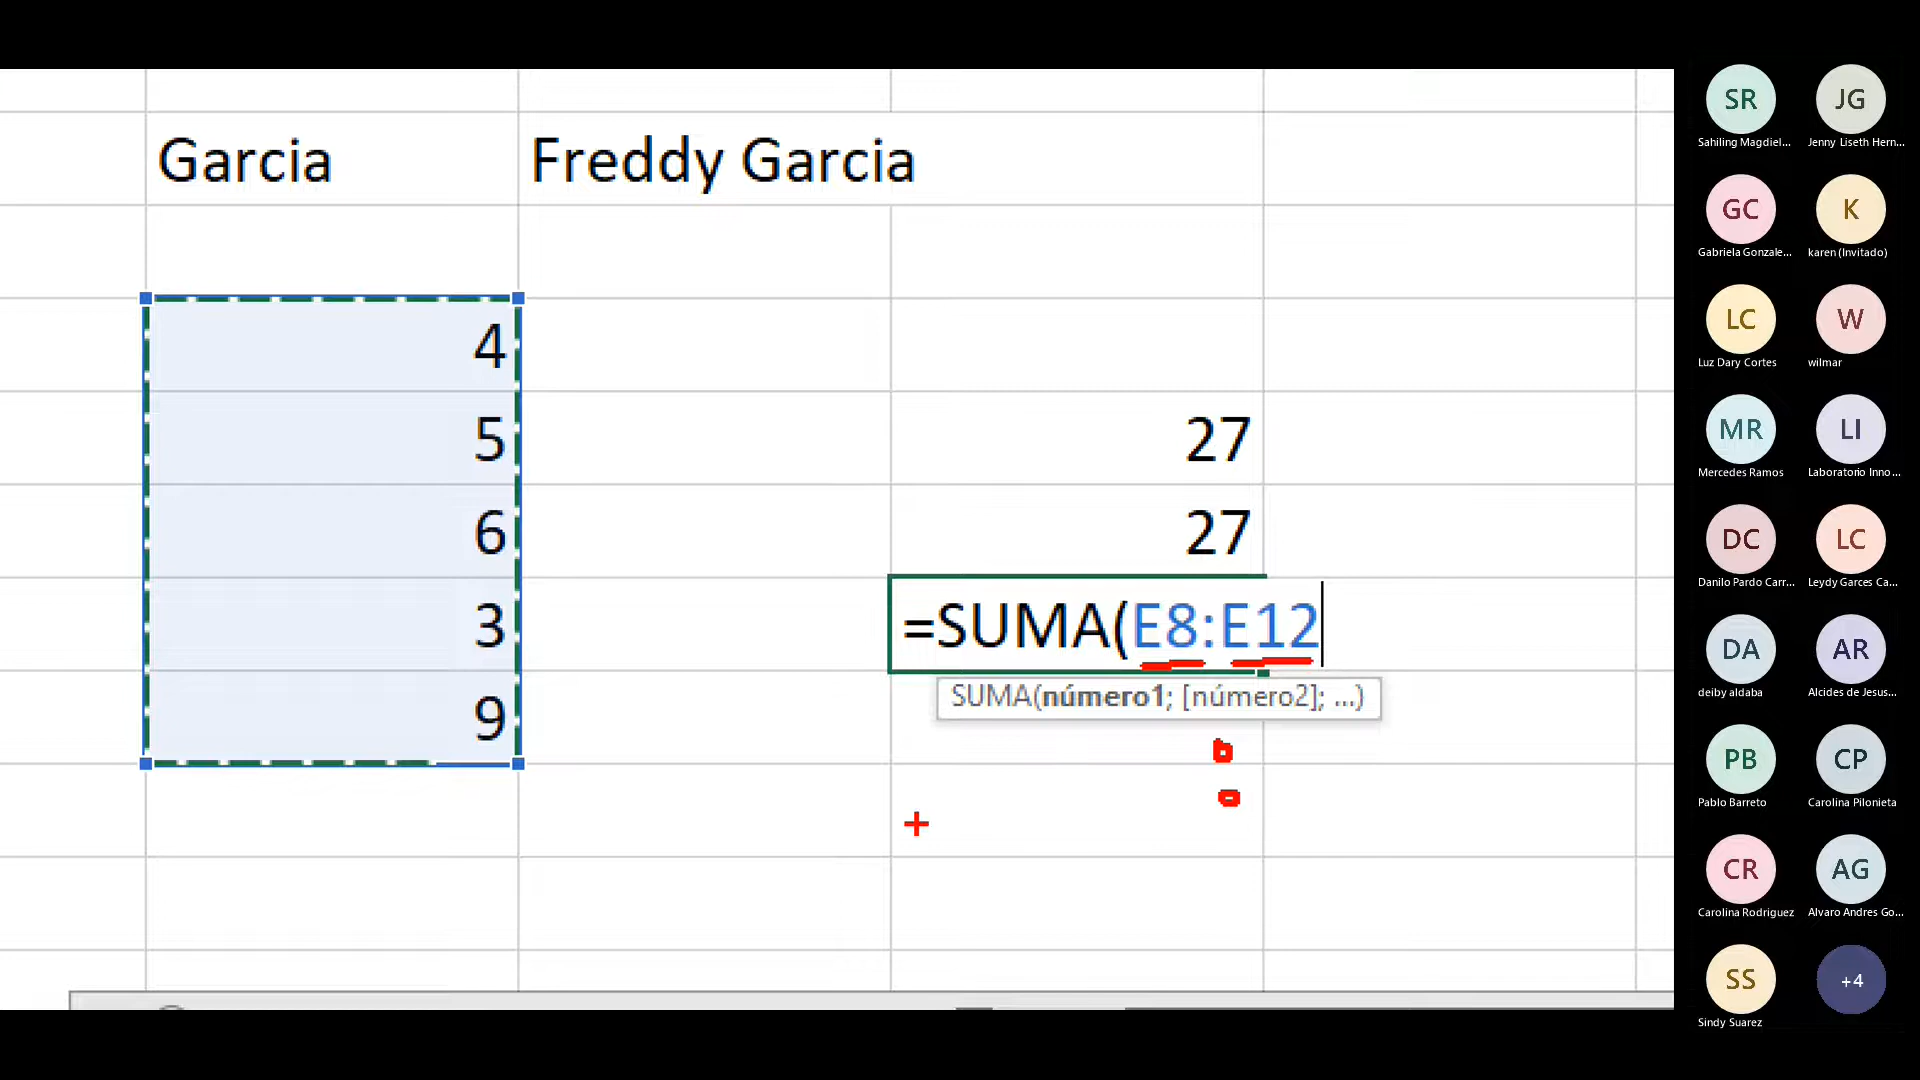 Garcia Freddy Garcia
4
5 27
6 27
3 =SUMA(E8:E12
SUMA(número1; [número2]; ...)
9
+
SR JG
Sahiling Magdiel... Jenny Liseth Hern...
GC K
Gabriela Gonzale... karen (Invitado)
LC W
Luz Dary Cortes wilmar
MR LI
Mercedes Ramos Laboratorio Inno...
DC LC
Danilo Pardo Carr... Leydy Garces Ca...
DA AR
deiby aldaba Alcides de Jesus...
PB CP
Pablo Barreto Carolina Pilonieta
CR AG
Carolina Rodriguez Alvaro Andres Go...
SS +4
Sindy Suarez